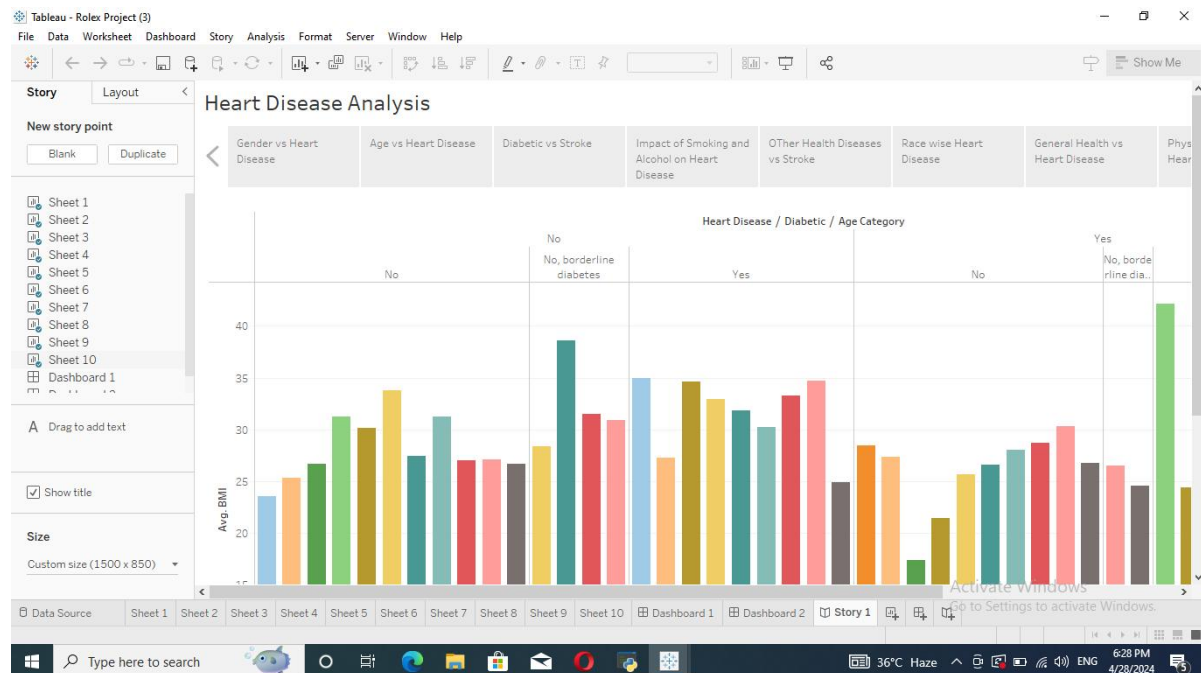 Tableau - Rolex Project (3)
File Data Worksheet Dashboard Story Analysis Format Server Window Help
Show Me
Story Layout
New story point
Blank Duplicate
Sheet 1
Sheet 2
Sheet 3
Sheet 4
Sheet 5
Sheet 6
Sheet 7
Sheet 8
Sheet 9
Sheet 10
Dashboard 1
A Drag to add text
Show title
Size
Custom size (1500 x 850)
Heart Disease Analysis
Gender vs Heart
Disease
Age vs Heart Disease
Diabetic vs Stroke
Impact of Smoking and
Alcohol on Heart
Disease
OTher Health Diseases
vs Stroke
Race wise Heart
Disease
General Health vs
Heart Disease
Phys
Hear
Heart Disease / Diabetic / Age Category
No Yes
No
No, borderline
diabetes
Yes
No
No, borde
rline dia..
40
35
30
25
20
15
Avg. BMI
Activate Windows
Go to Settings to activate Windows.
Data Source Sheet 1 Sheet 2 Sheet 3 Sheet 4 Sheet 5 Sheet 6 Sheet 7 Sheet 8 Sheet 9 Sheet 10 Dashboard 1 Dashboard 2 Story 1
Type here to search
36°C Haze
ENG
6:28 PM
4/28/2024
5